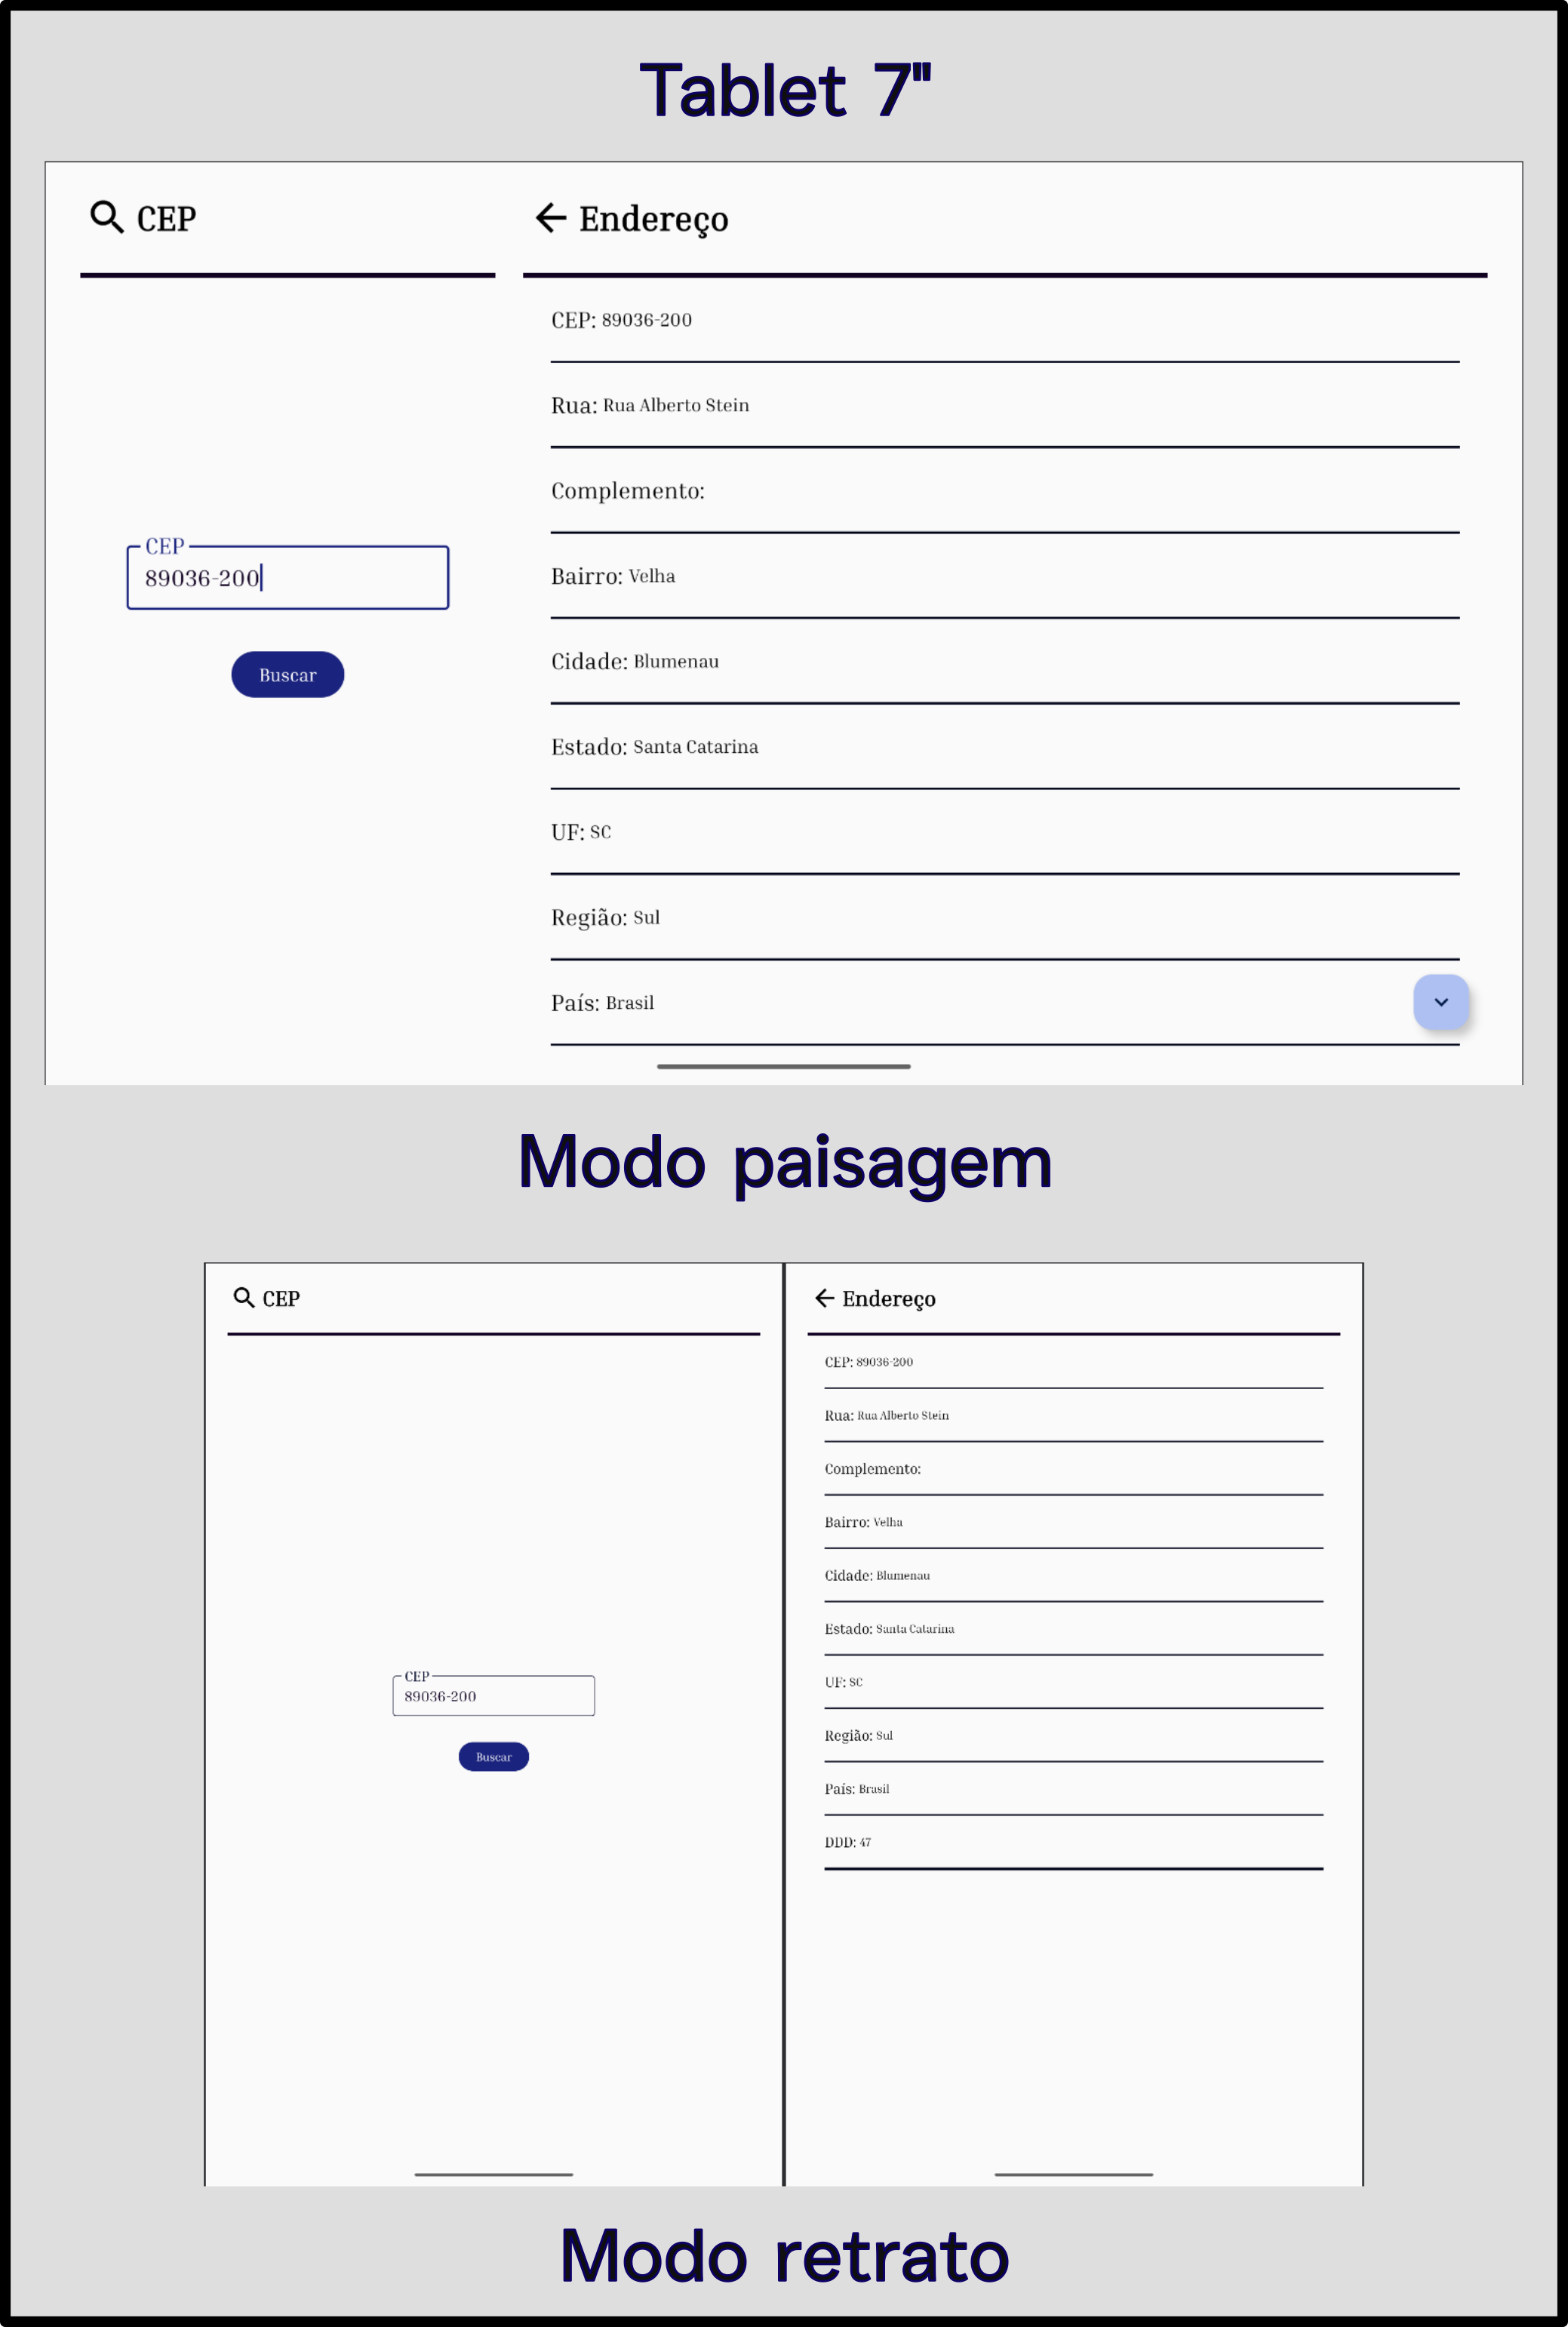 Tablet 7"
CEP
CEP
89036-200
Buscar
Endereço
CEP: 89036-200
Rua: Rua Alberto Stein
Complemento:
Bairro: Velha
Cidade: Blumenau
Estado: Santa Catarina
UF: SC
Região: Sul
País: Brasil
Modo paisagem
CEP
CEP
89036-200
Buscar
Endereço
CEP: 89036-200
Rua: Rua Alberto Stein
Complemento:
Bairro: Velha
Cidade: Blumenau
Estado: Santa Catarina
UF: SC
Região: Sul
País: Brasil
DDD: 47
Modo retrato